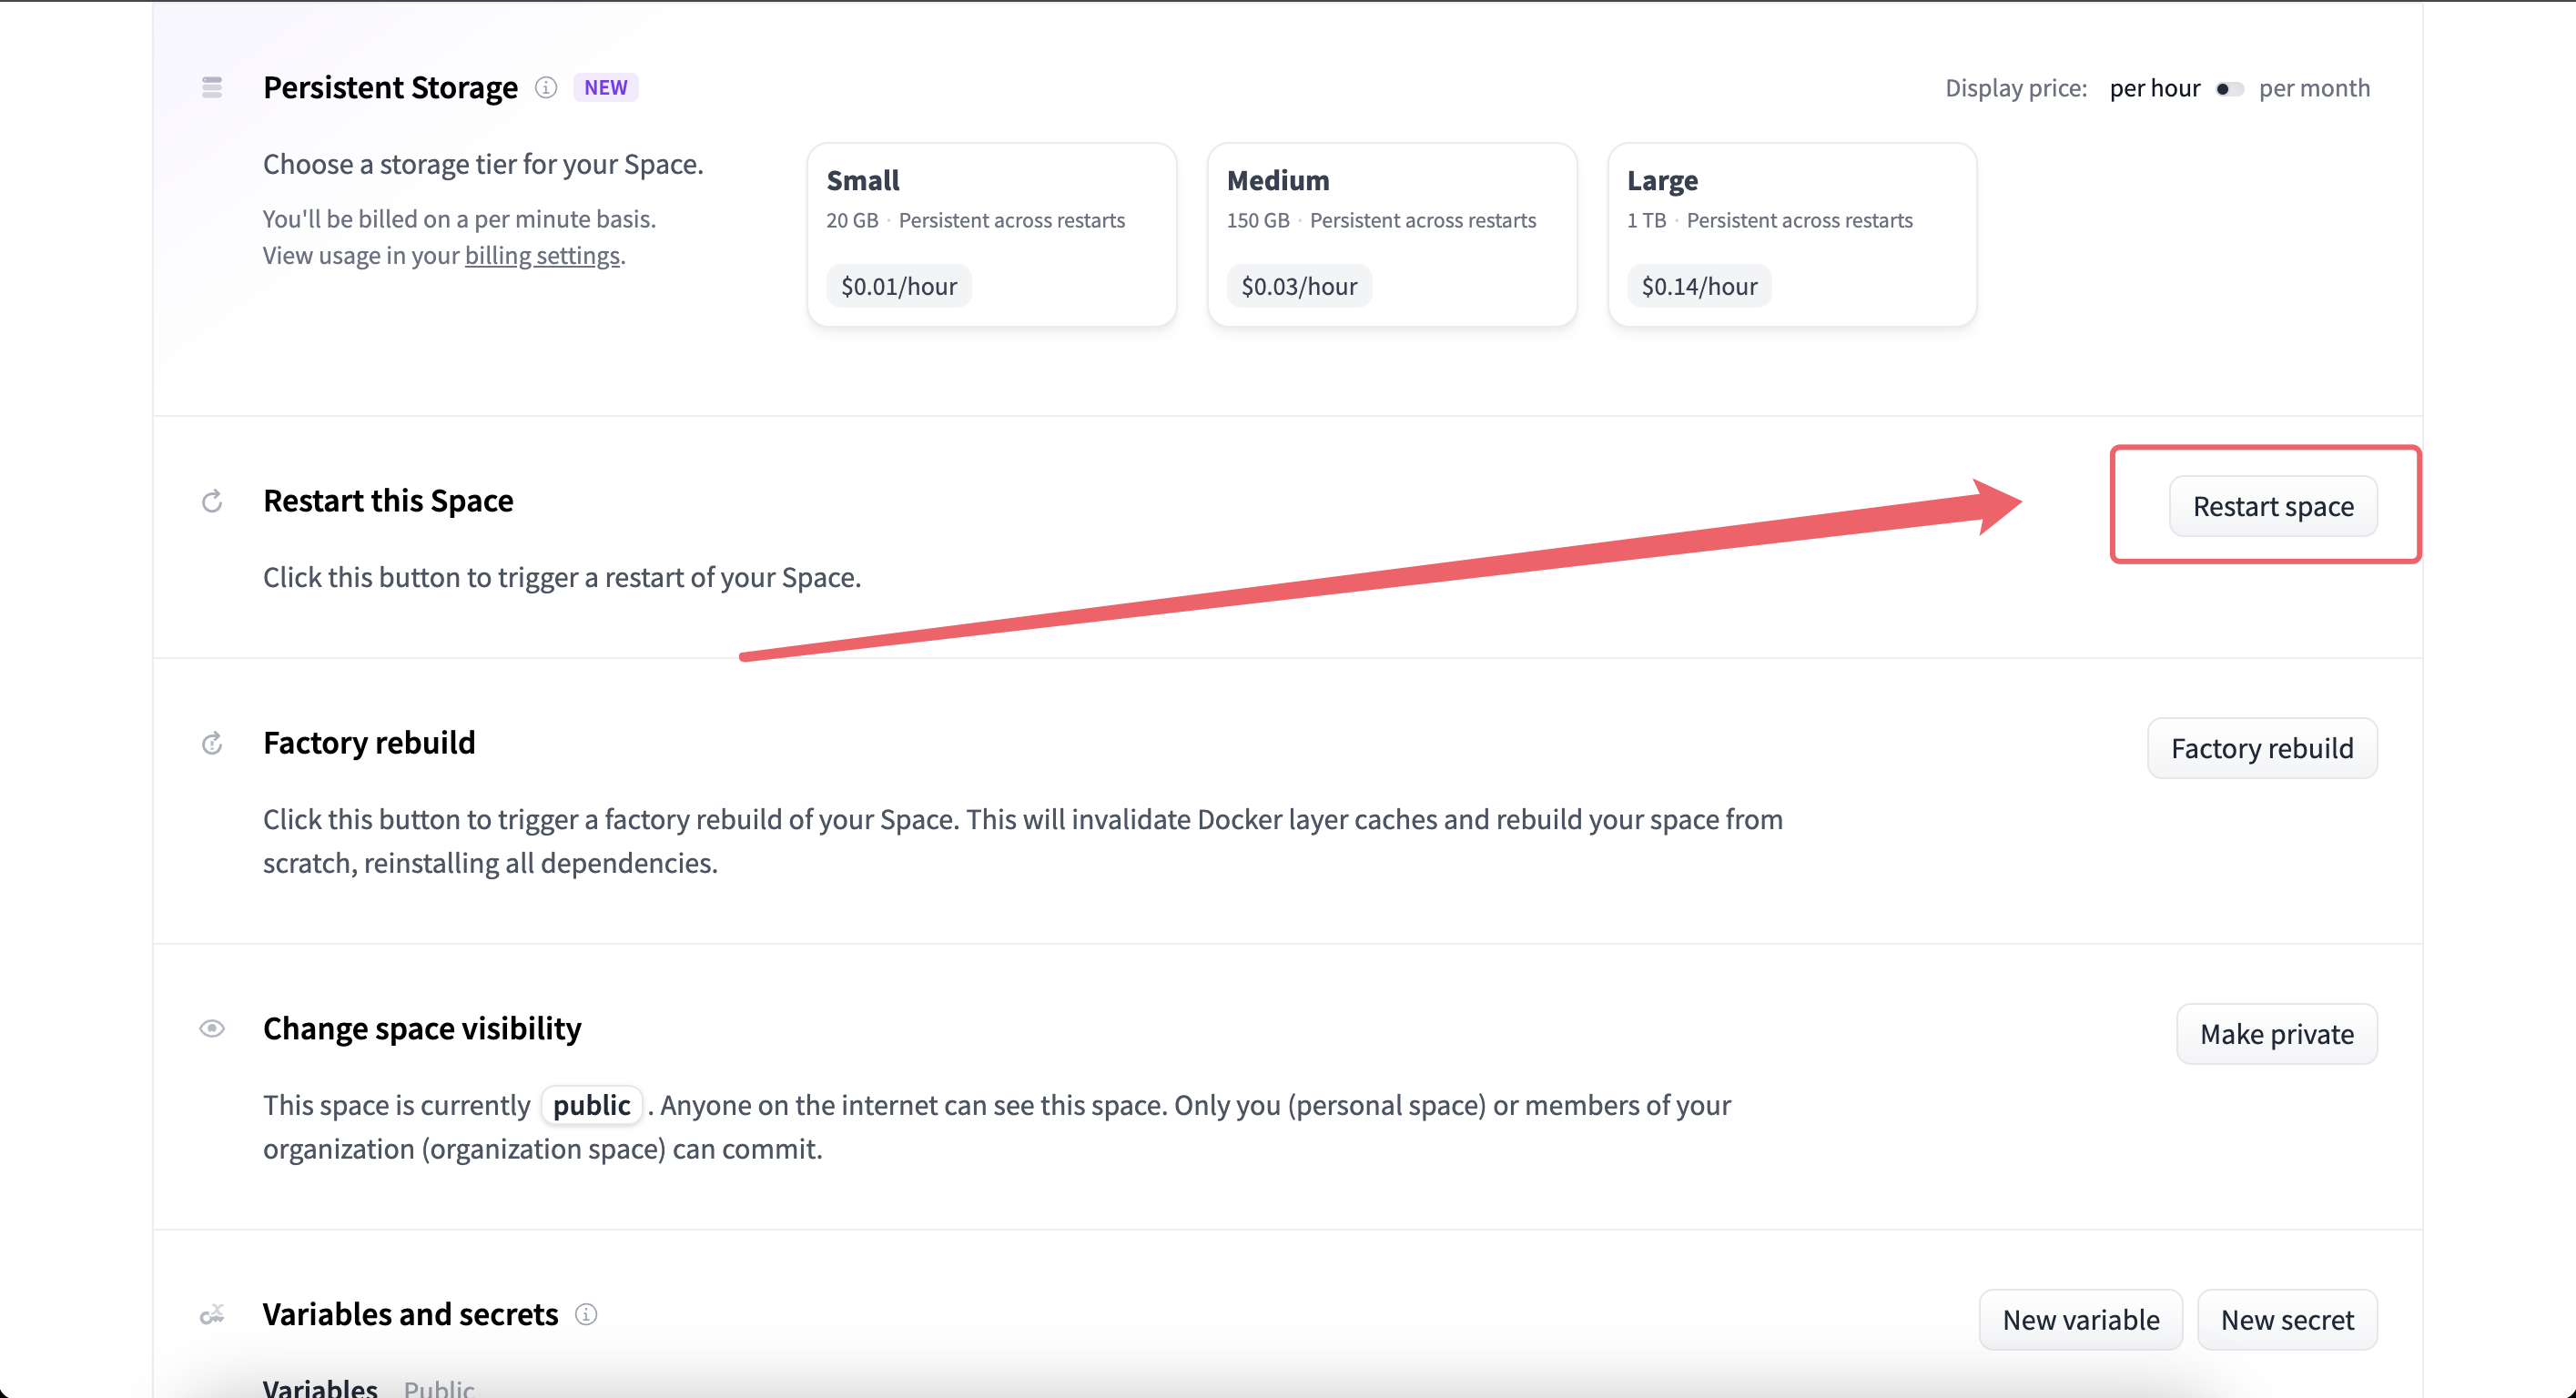 Persistent Storage NEW
Display price: per hour per month
Choose a storage tier for your Space.
You'll be billed on a per minute basis.
View usage in your billing settings.
Small
20 GB · Persistent across restarts
$0.01/hour
Medium
150 GB · Persistent across restarts
$0.03/hour
Large
1 TB · Persistent across restarts
$0.14/hour
Restart this Space
Restart space
Click this button to trigger a restart of your Space.
Factory rebuild
Factory rebuild
Click this button to trigger a factory rebuild of your Space. This will invalidate Docker layer caches and rebuild your space from
scratch, reinstalling all dependencies.
Change space visibility
Make private
This space is currently public . Anyone on the internet can see this space. Only you (personal space) or members of your
organization (organization space) can commit.
Variables and secrets
New variable
New secret
Variables Public